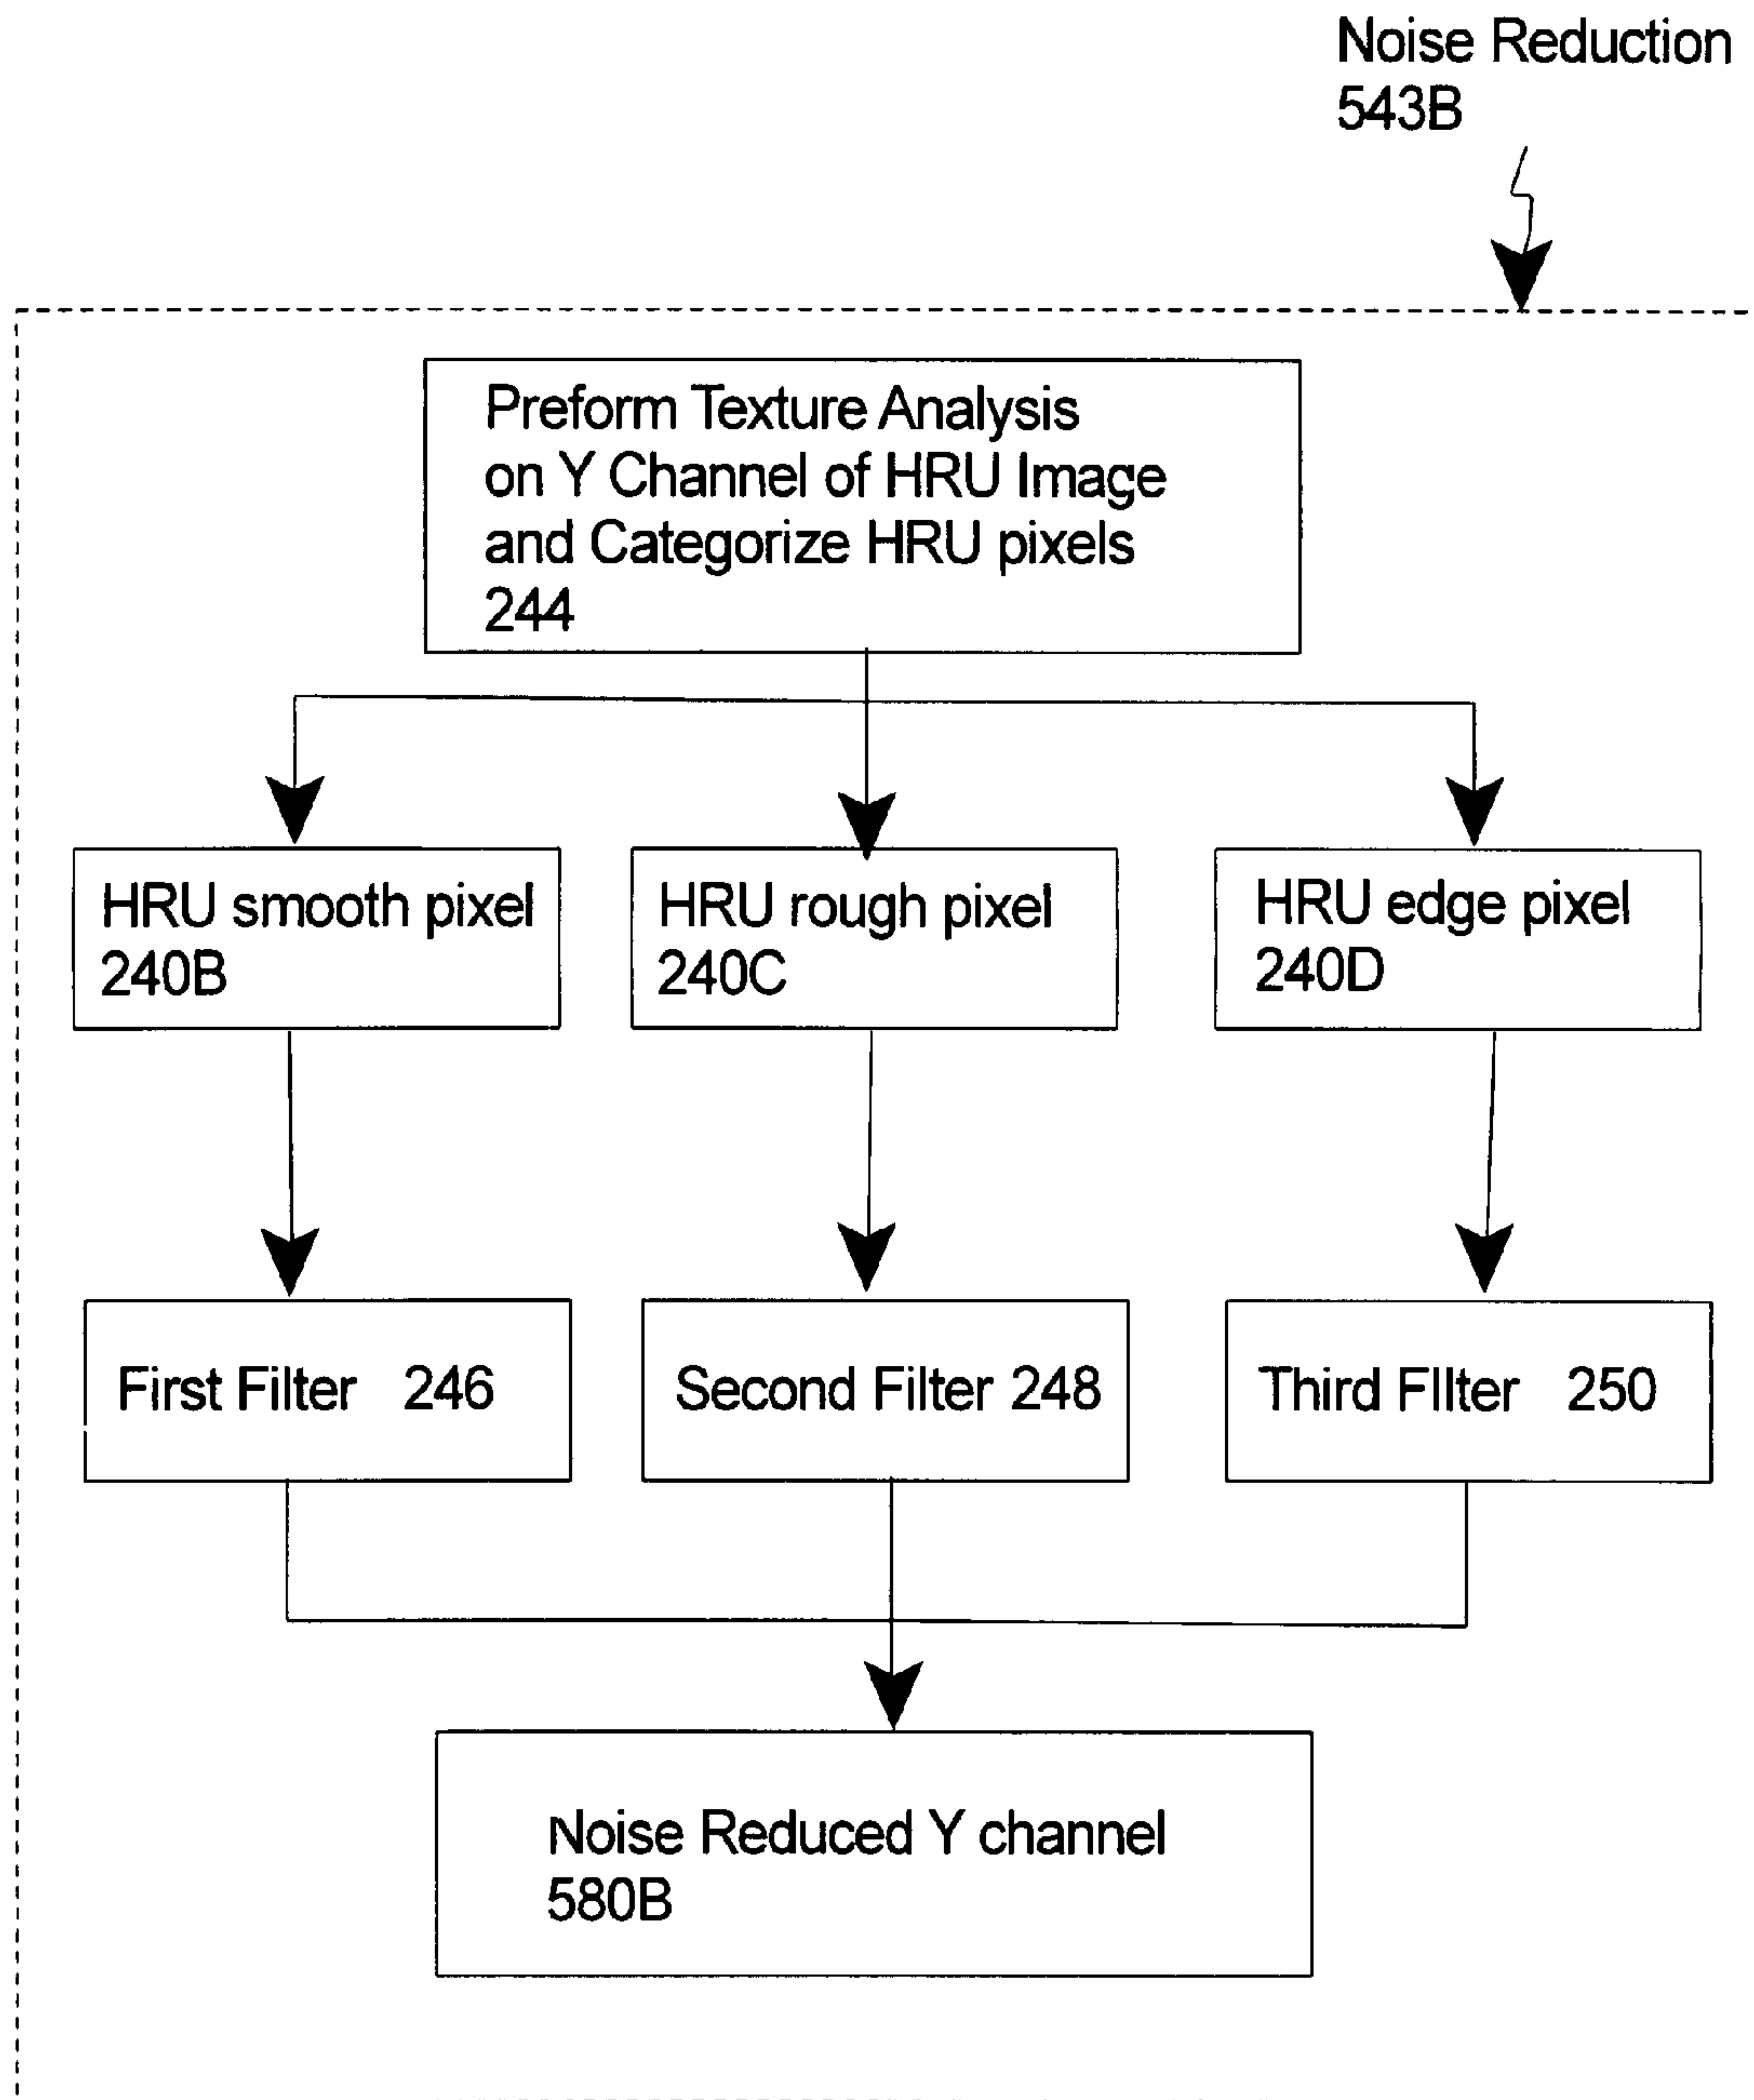 Noise Reduction
543B
Preform Texture Analysis
on Y Channel of HRU Image
and Categorize HRU pixels
244
HRU smooth pixel
240B
HRU rough pixel
240C
HRU edge pixel
240D
First Filter 246
Second Filter 248
Third FIlter 250
Noise Reduced Y channel
580B